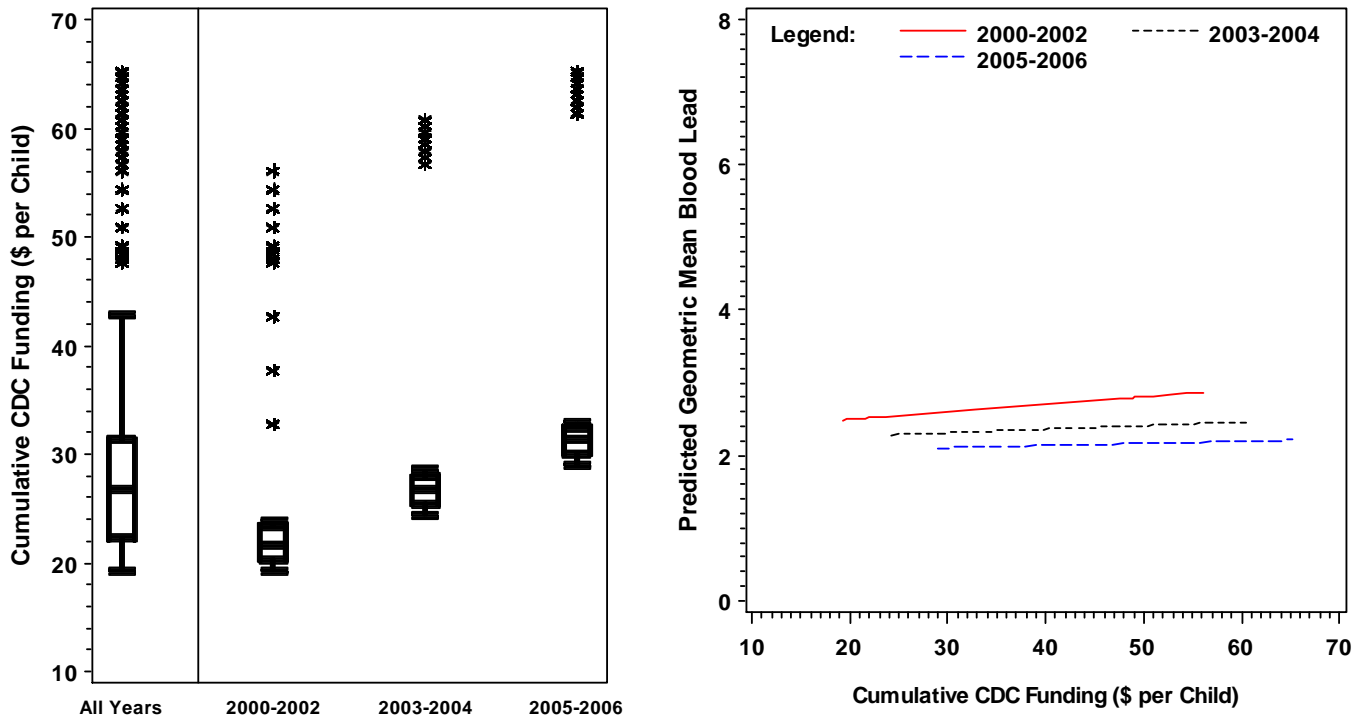 Cumulative CDC Funding ($ per Child)
70
60
50
40
30
20
10
All Years 2000-2002 2003-2004 2005-2006
Predicted Geometric Mean Blood Lead
8
6
4
2
0
Legend: 2000-2002 2003-2004
2005-2006
10 20 30 40 50 60 70
Cumulative CDC Funding ($ per Child)